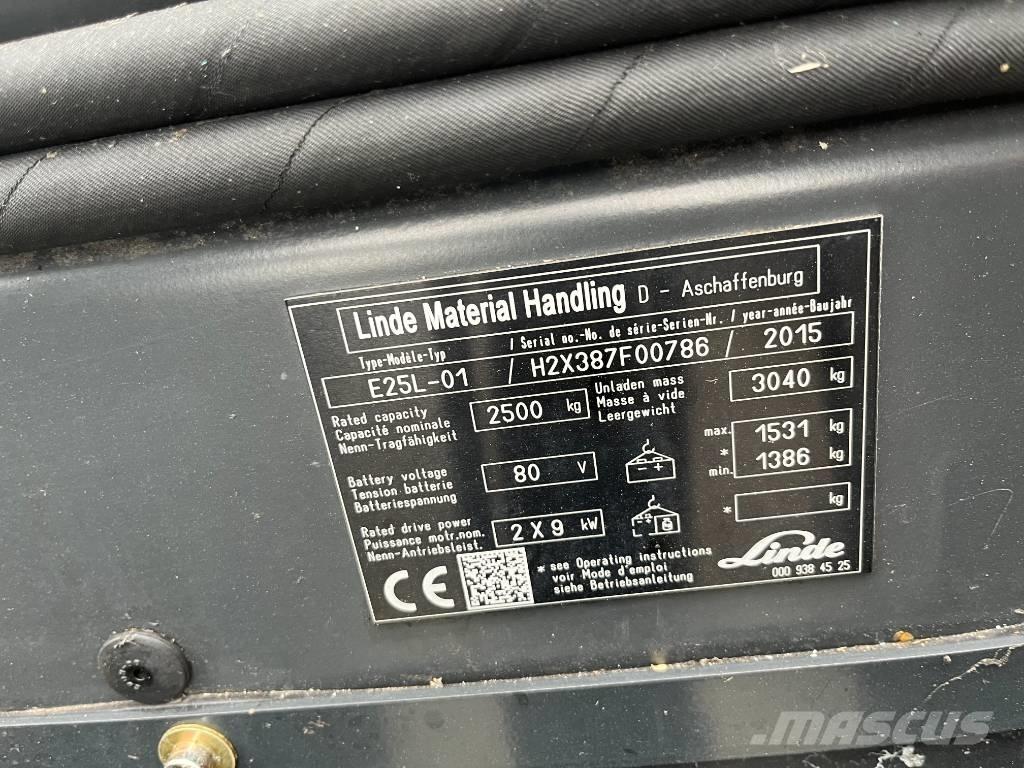 Linde Material Handling D - Aschaffenburg
Type-Modèle-Typ / Serial no.-No. de série-Serien-Nr. / year-année-Baujahr
E25L-01 / H2X387F00786 / 2015
Rated capacity
Capacité nominale
Nenn-Tragfähigkeit
2500 kg
Unladen mass
Masse à vide
Leergewicht
3040 kg
Battery voltage
Tension batterie
Batteriespannung
80 V
- +
max. 1531 kg
*
min. 1386 kg
Rated drive power
Puissance motr.nom.
Nenn-Antriebsleist.
2 X 9 kW
- +
* kg
CE
* see Operating instructions
voir Mode d'emploi
siehe Betriebsanleitung
Linde
000 938 45 25
MASCUS